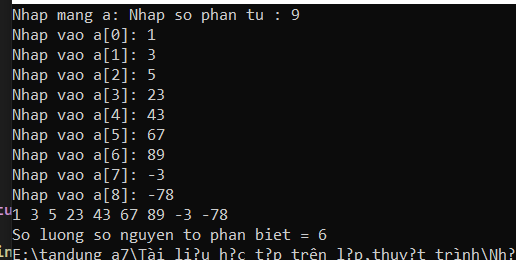 Nhap mang a: Nhap so phan tu : 9
Nhap vao a[0]: 1
Nhap vao a[1]: 3
Nhap vao a[2]: 5
Nhap vao a[3]: 23
Nhap vao a[4]: 43
Nhap vao a[5]: 67
Nhap vao a[6]: 89
Nhap vao a[7]: -3
Nhap vao a[8]: -78
1 3 5 23 43 67 89 -3 -78
So luong so nguyen to phan biet = 6
E:\tandung a7\Tài li?u h?c t?p trên l?p.thuy?t trình\Nh?